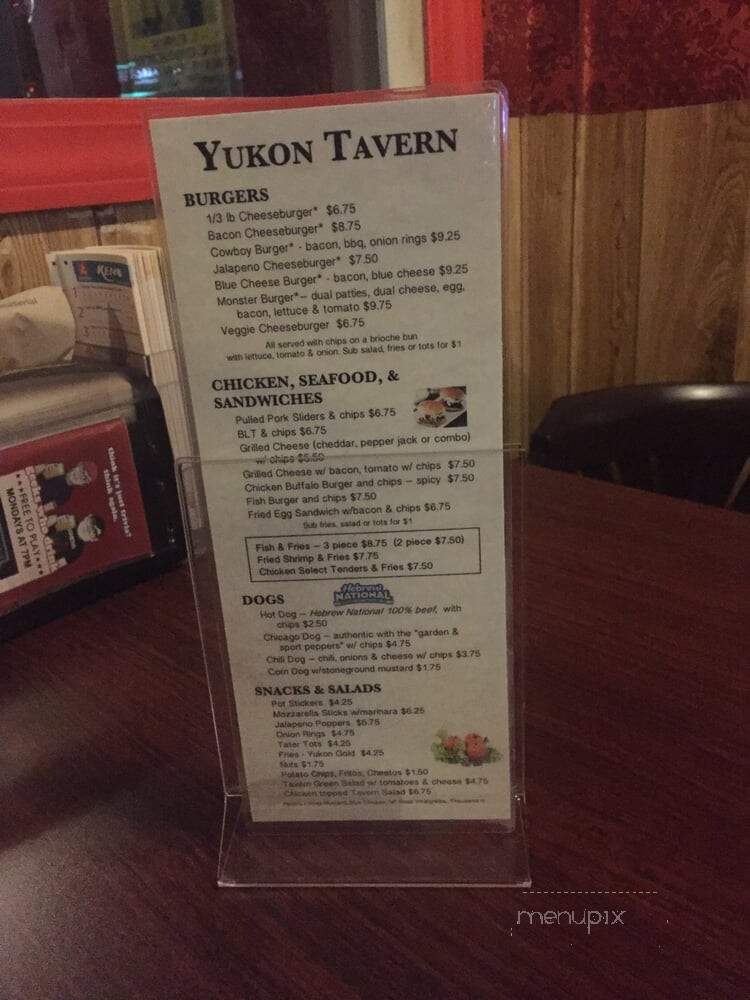 YUKON TAVERN
BURGERS
1/3 lb Cheeseburger* $6.75
Bacon Cheeseburger* $8.75
Cowboy Burger* - bacon, bbq, onion rings $9.25
Jalapeno Cheeseburger* $7.50
Blue Cheese Burger* - bacon, blue cheese $9.25
Monster Burger*– dual patties, dual cheese, egg,
bacon, lettuce & tomato $9.75
Veggie Cheeseburger $6.75
All served with chips on a brioche bun
with lettuce, tomato & onion. Sub salad, fries or tots for $1
CHICKEN, SEAFOOD, &
SANDWICHES
Pulled Pork Sliders & chips $6.75
BLT & chips $6.75
Grilled Cheese (cheddar, pepper jack or combo)
w/ chips $5.50
Grilled Cheese w/ bacon, tomato w/ chips $7.50
Chicken Buffalo Burger and chips – spicy $7.50
Fish Burger and chips $7.50
Fried Egg Sandwich w/bacon & chips $6.75
Sub fries, salad or tots for $1
Fish & Fries – 3 piece $8.75 (2 piece $7.50)
Fried Shrimp & Fries $7.75
Chicken Select Tenders & Fries $7.50
DOGS
Hebrew
NATIONAL
Hot Dog – Hebrew National 100% beef, with
chips $2.50
Chicago Dog – authentic with the "garden &
sport peppers" w/ chips $4.75
Chili Dog – chili, onions & cheese w/ chips $3.75
Corn Dog w/stoneground mustard $1.75
SNACKS & SALADS
Pot Stickers $4.25
Mozzarella Sticks w/marinara $6.25
Jalapeno Poppers $5.75
Onion Rings $4.75
Tater Tots $4.25
Fries - Yukon Gold $4.25
Nuts $1.75
Potato Chips, Fritos, Cheetos $1.50
Tavern Green Salad w/ tomatoes & cheese $4.75
Chicken topped Tavern Salad $6.75
KENO
1
2
3
Think it's just trivia?
think again.
FREE TO PLAY
MONDAYS AT 7PM
menupix